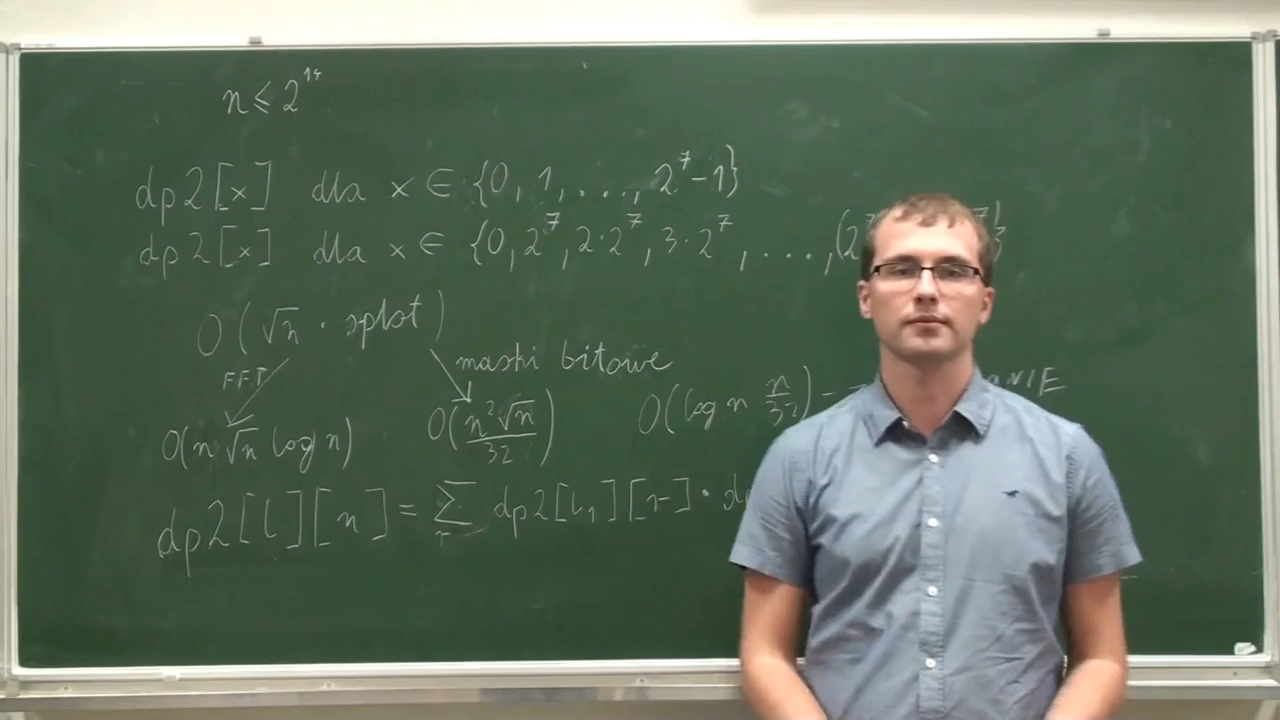 n ≤ 2^14
dp2[x] dla x ∈ {0, 1, ..., 2^7-1}
dp2[x] dla x ∈ {0, 2^7, 2·2^7, 3·2^7, ..., (2
O(√n · splot)
FFT
maski bitowe
O(n√n log n)
O(n²√n / 32)
O(log n n/32)
dp2[l][n] = Σ dp2[l₁][r] ·